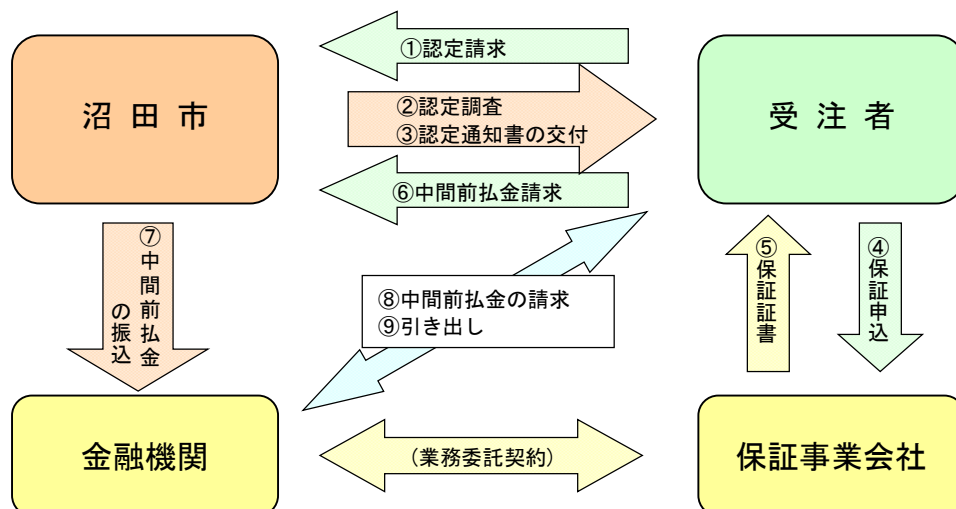 ①認定請求
沼田市
②認定調査
③認定通知書の交付
受注者
⑥中間前払金請求
⑦中間前払金
の振込
⑧中間前払金の請求
⑨引き出し
⑤保証証書
④保証申込
金融機関
(業務委託契約)
保証事業会社